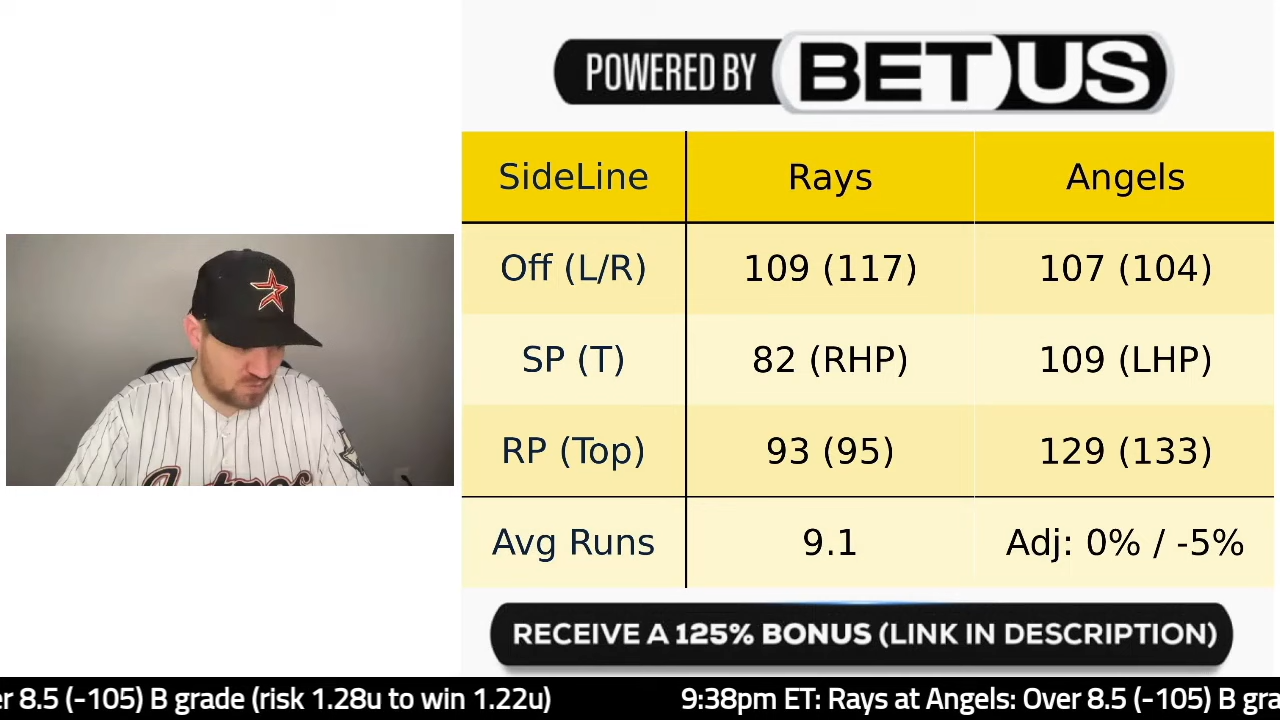 POWERED BY BETUS
SideLine Rays Angels
Off (L/R) 109 (117) 107 (104)
SP (T) 82 (RHP) 109 (LHP)
RP (Top) 93 (95) 129 (133)
Avg Runs 9.1 Adj: 0% / -5%
RECEIVE A 125% BONUS (LINK IN DESCRIPTION)
er 8.5 (-105) B grade (risk 1.28u to win 1.22u) 9:38pm ET: Rays at Angels: Over 8.5 (-105) B gra